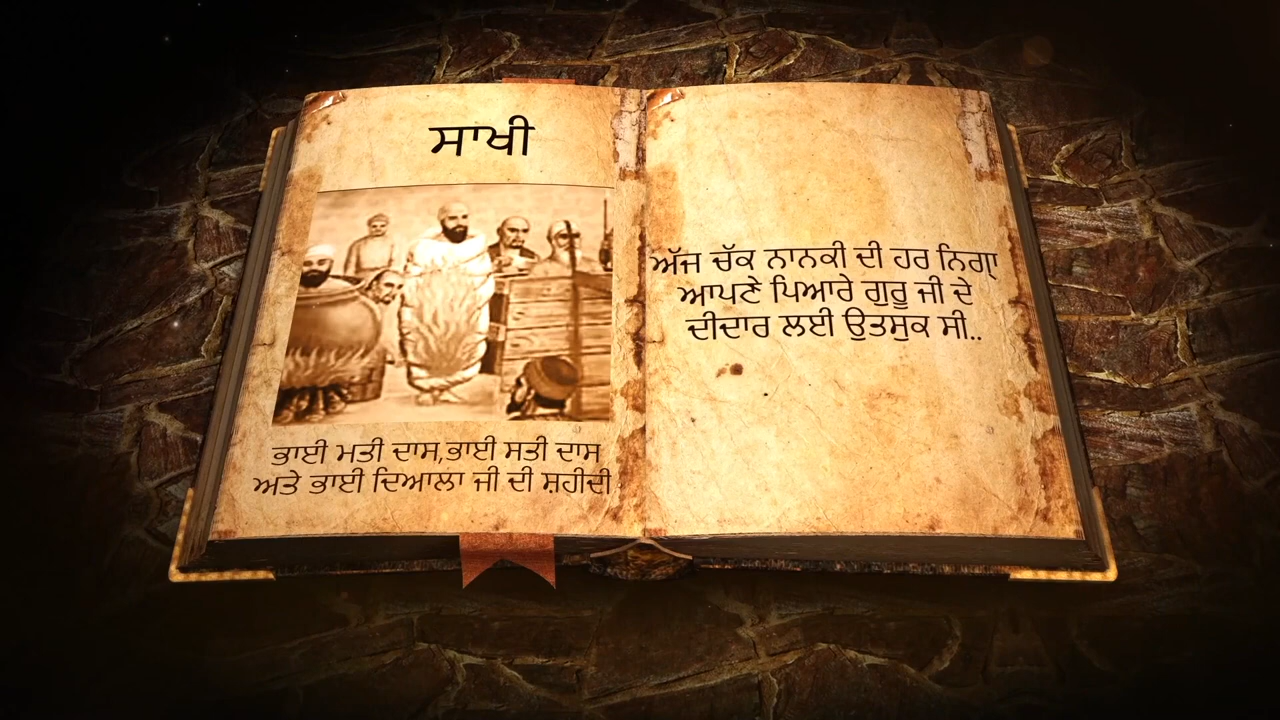 ਸਾਖੀ
ਭਾਈ ਮਤੀ ਦਾਸ,ਭਾਈ ਸਤੀ ਦਾਸ
ਅਤੇ ਭਾਈ ਦਿਆਲਾ ਜੀ ਦੀ ਸ਼ਹੀਦੀ
ਅੱਜ ਚੱਕ ਨਾਨਕੀ ਦੀ ਹਰ ਨਿਗਾ੍
ਆਪਣੇ ਪਿਆਰੇ ਗੁਰੂ ਜੀ ਦੇ
ਦੀਦਾਰ ਲਈ ਉਤਸੁਕ ਸੀ..